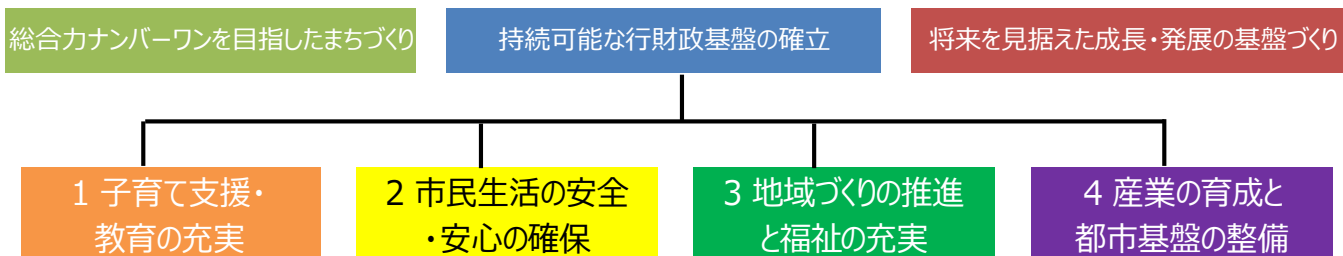 総合力ナンバーワンを目指したまちづくり
持続可能な行財政基盤の確立
将来を見据えた成長・発展の基盤づくり
1 子育て支援・
教育の充実
2 市民生活の安全
・安心の確保
3 地域づくりの推進
と福祉の充実
4 産業の育成と
都市基盤の整備